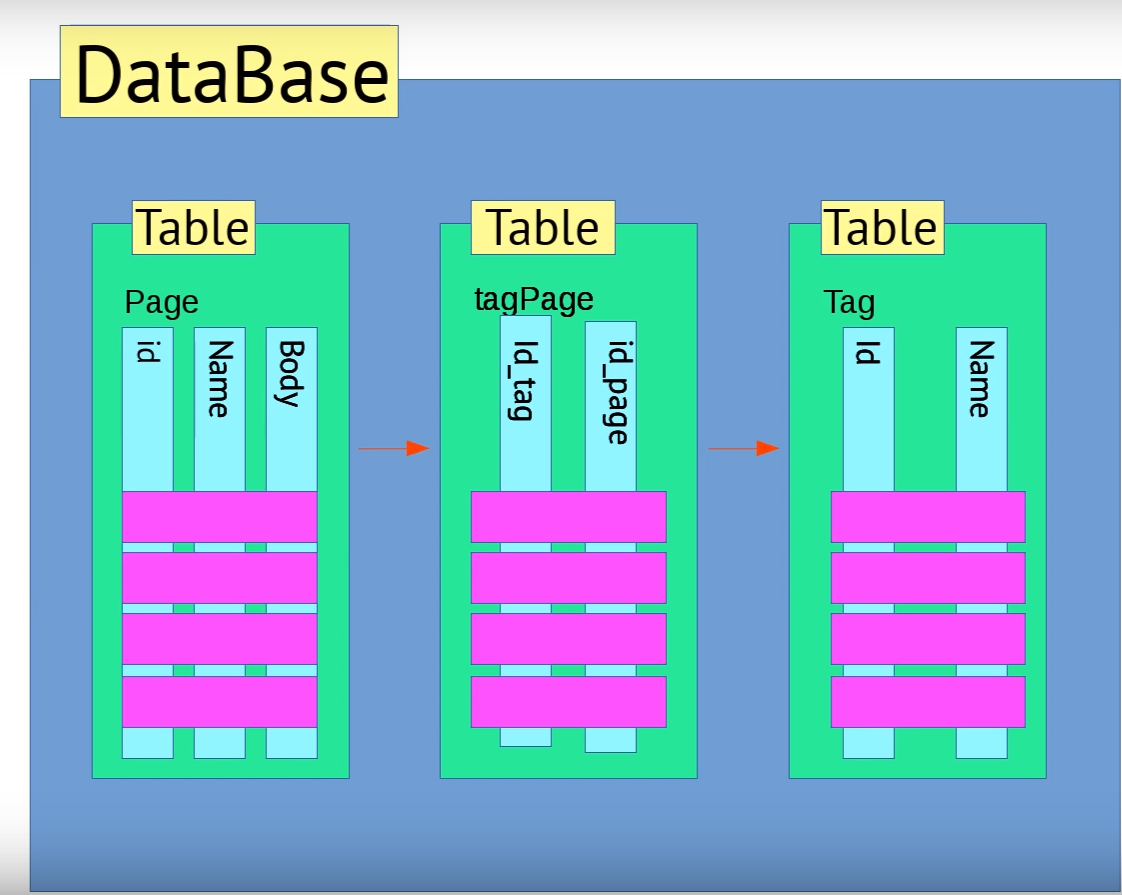 DataBase
Table
Page
id
Name
Body
Table
tagPage
Id_tag
id_page
Table
Tag
Id
Name